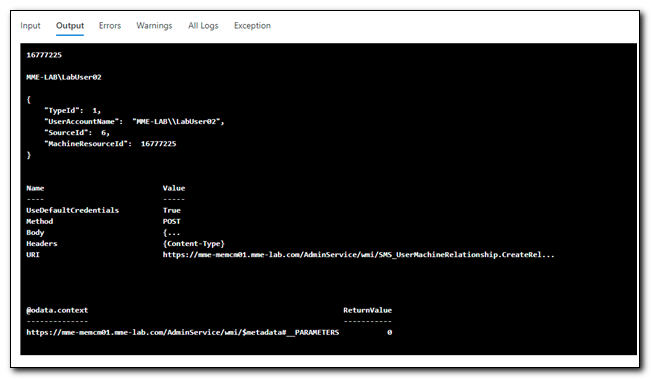 Input Output Errors Warnings All Logs Exception
16777225
MME-LAB\LabUser02
{
"TypeId": 1,
"UserAccountName": "MME-LAB\\LabUser02",
"SourceId": 6,
"MachineResourceId": 16777225
}
Name Value
---- -----
UseDefaultCredentials True
Method POST
Body {...
Headers {Content-Type}
URI https://mme-memcm01.mme-lab.com/AdminService/wmi/SMS_UserMachineRelationship.CreateRel...
@odata.context ReturnValue
-------------- -----------
https://mme-memcm01.mme-lab.com/AdminService/wmi/$metadata#__PARAMETERS 0